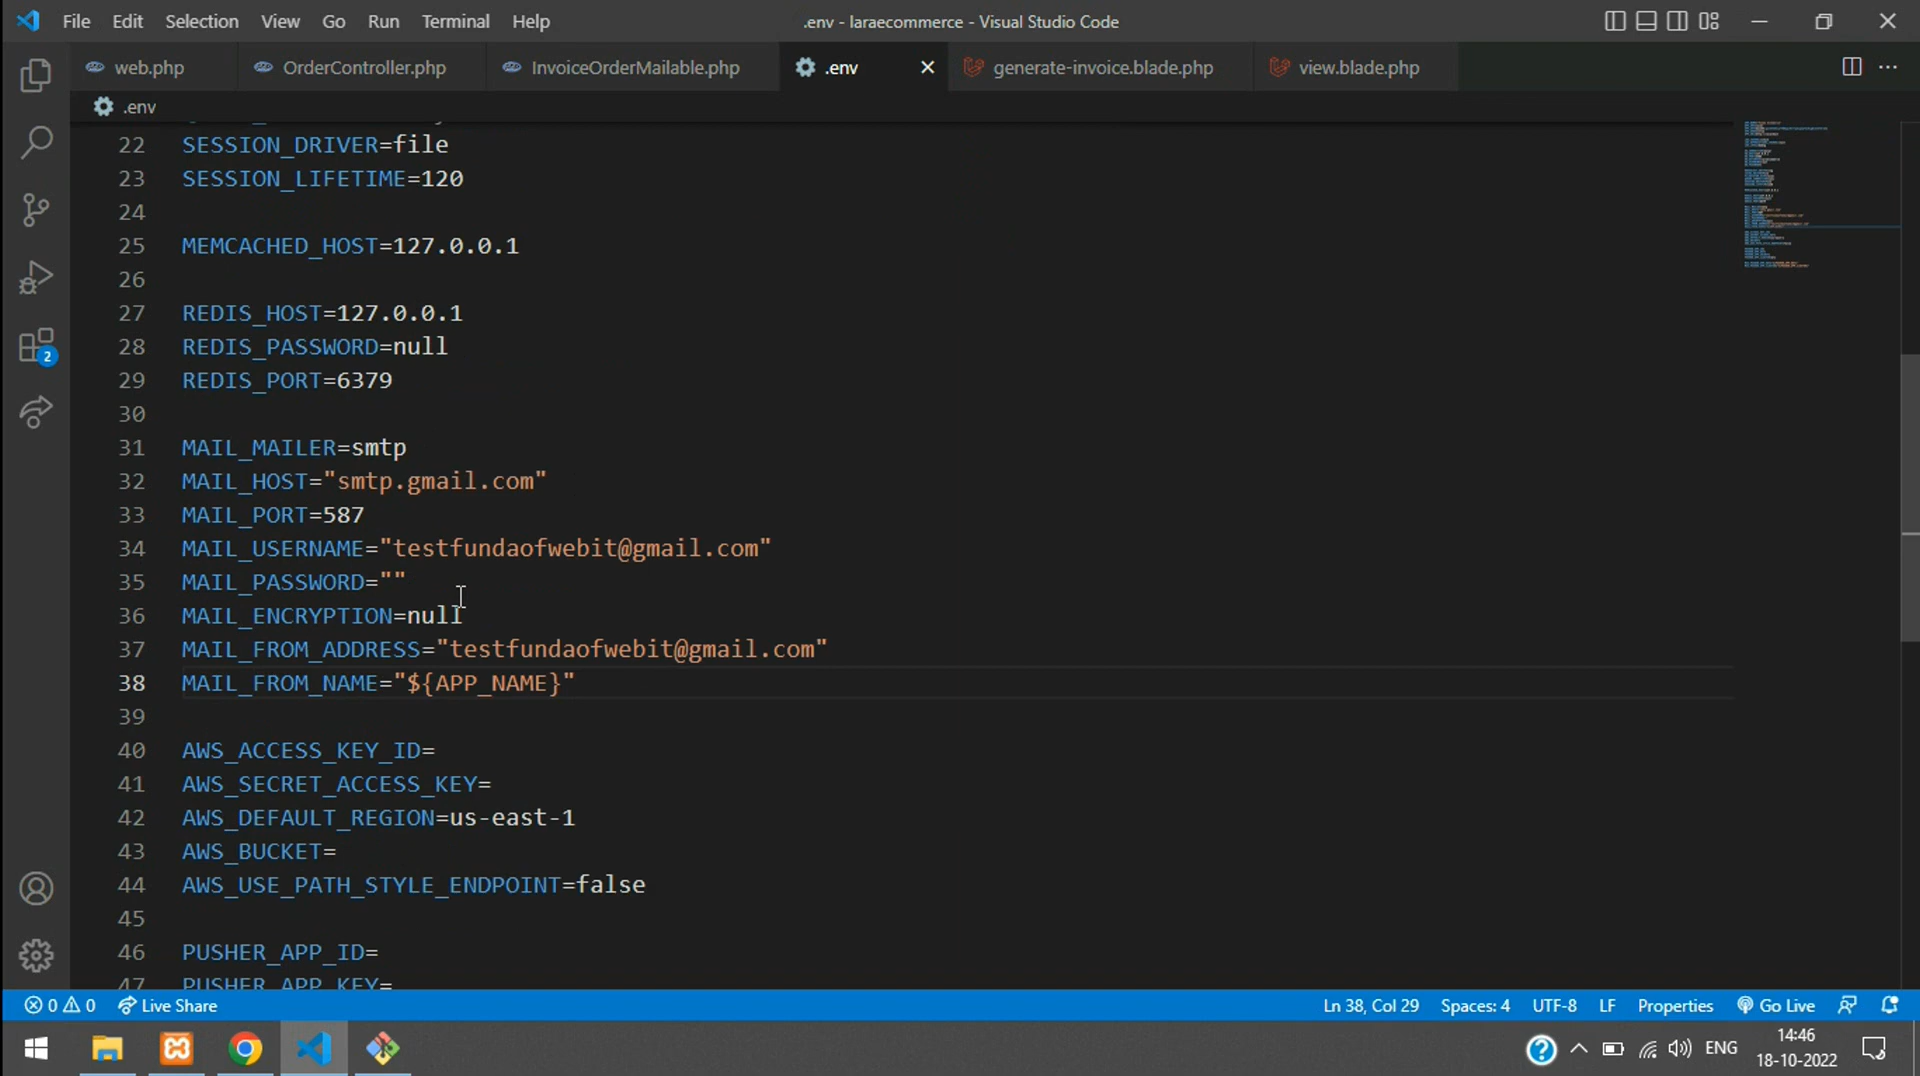 File Edit Selection View Go Run Terminal Help .env - laraecommerce - Visual Studio Code
web.php OrderController.php InvoiceOrderMailable.php .env generate-invoice.blade.php view.blade.php
.env
22 SESSION_DRIVER=file
23 SESSION_LIFETIME=120
24
25 MEMCACHED_HOST=127.0.0.1
26
27 REDIS_HOST=127.0.0.1
28 REDIS_PASSWORD=null
29 REDIS_PORT=6379
30
31 MAIL_MAILER=smtp
32 MAIL_HOST="smtp.gmail.com"
33 MAIL_PORT=587
34 MAIL_USERNAME="testfundaofwebit@gmail.com"
35 MAIL_PASSWORD=""
36 MAIL_ENCRYPTION=null
37 MAIL_FROM_ADDRESS="testfundaofwebit@gmail.com"
38 MAIL_FROM_NAME="${APP_NAME}"
39
40 AWS_ACCESS_KEY_ID=
41 AWS_SECRET_ACCESS_KEY=
42 AWS_DEFAULT_REGION=us-east-1
43 AWS_BUCKET=
44 AWS_USE_PATH_STYLE_ENDPOINT=false
45
46 PUSHER_APP_ID=
47 PUSHER_APP_KEY=
2
0 0 Live Share Ln 38, Col 29 Spaces: 4 UTF-8 LF Properties Go Live
ENG 14:46
18-10-2022